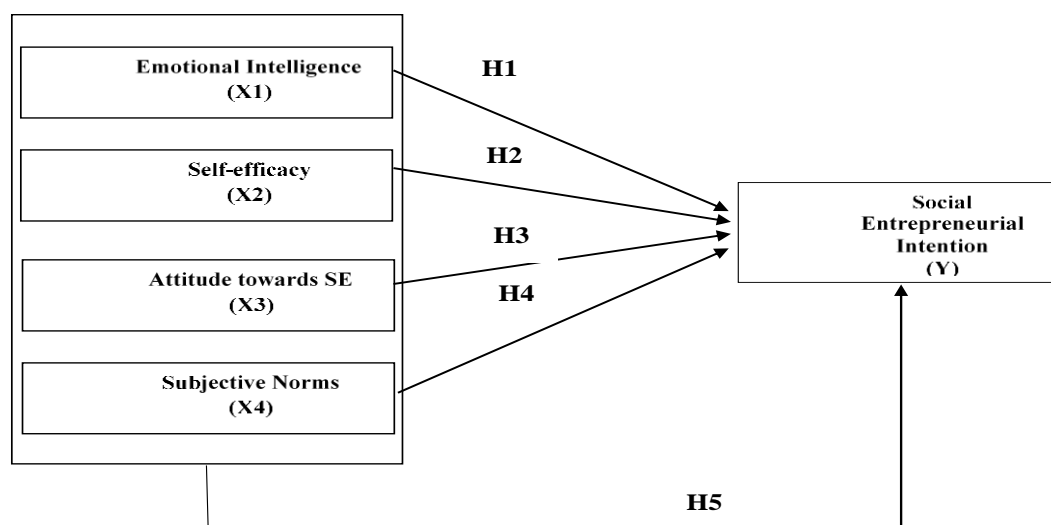 Emotional Intelligence
(X1)
H1
Self-efficacy
(X2)
H2
Attitude towards SE
(X3)
H3
Subjective Norms
(X4)
H4
Social
Entrepreneurial
Intention
(Y)
H5